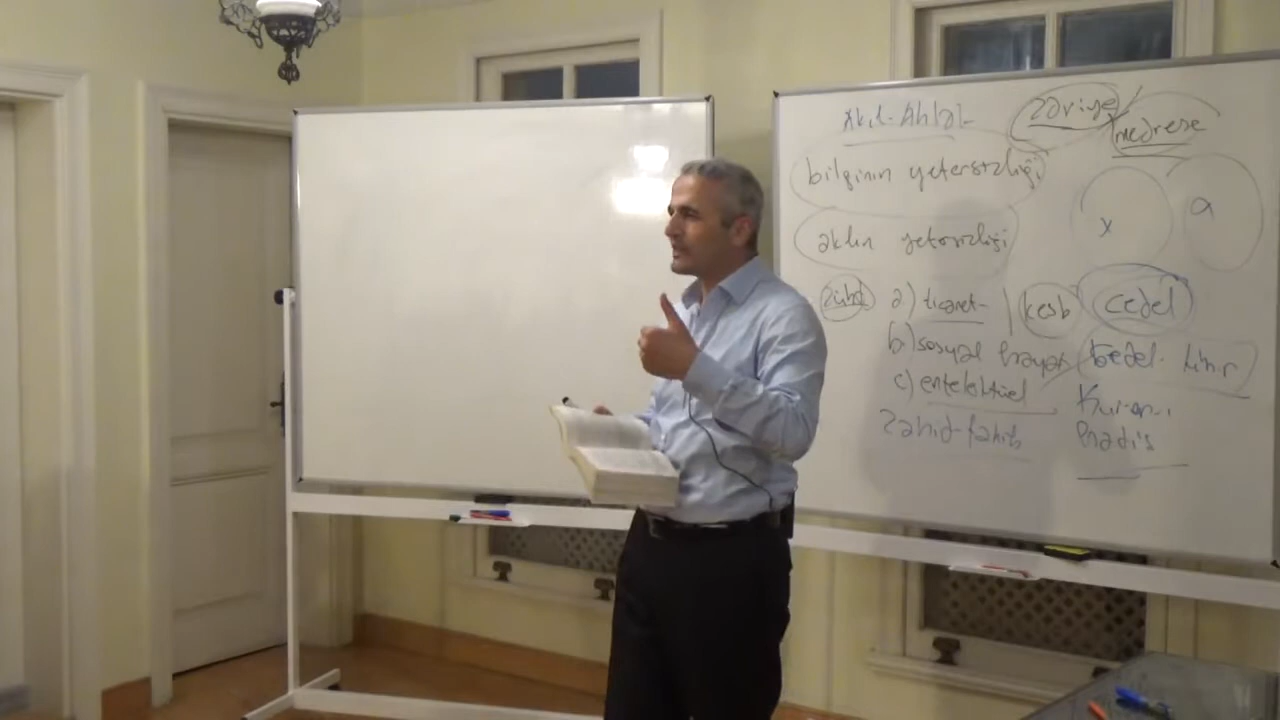 Akıl-Ahlak zaviye / medrese
bilginin yetersizliği
x a
aklın yetersizliği
Zühd a) ticaret- kesb cedel
b) sosyal hayat bedel-
c) entelektüel Kur-an-ı
Zahid- hadis